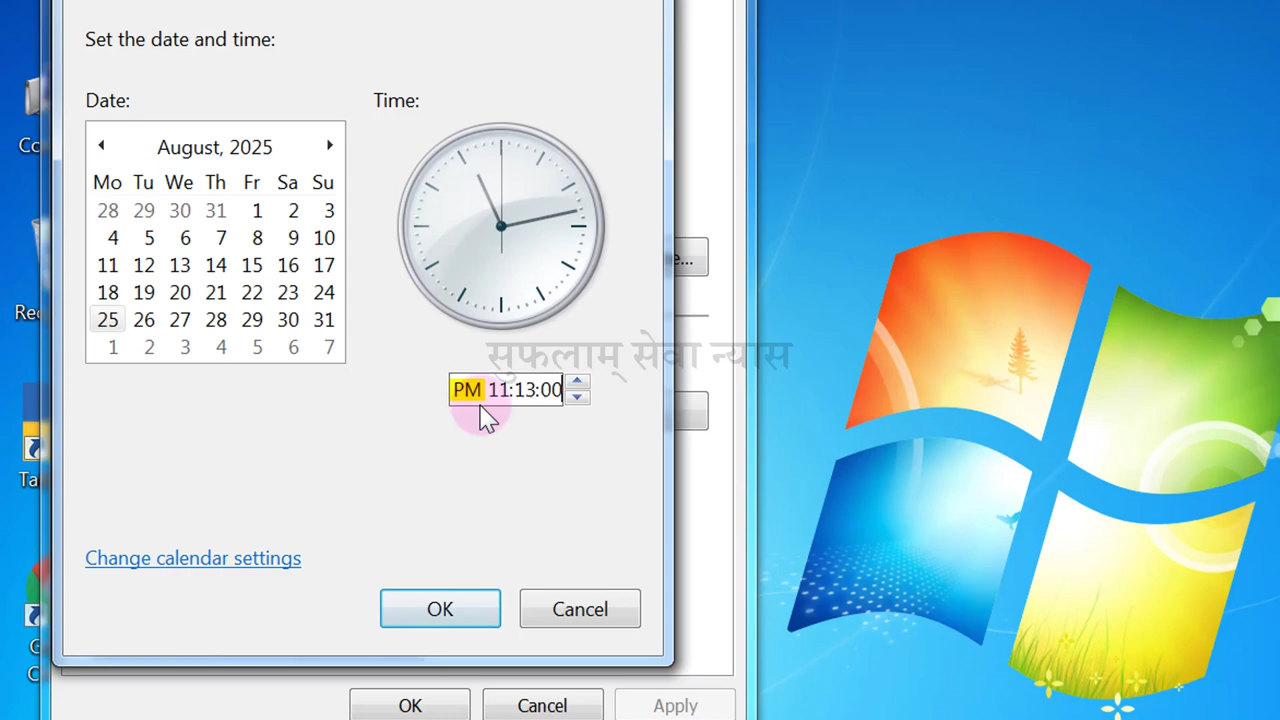 Set the date and time:
Date:
Time:
August, 2025
Mo Tu We Th Fr Sa Su
28 29 30 31 1 2 3
4 5 6 7 8 9 10
11 12 13 14 15 16 17
18 19 20 21 22 23 24
25 26 27 28 29 30 31
1 2 3 4 5 6 7
e...
सुफलाम् सेवा न्यास
PM 11:13:00
Change calendar settings
OK Cancel
OK Cancel Apply